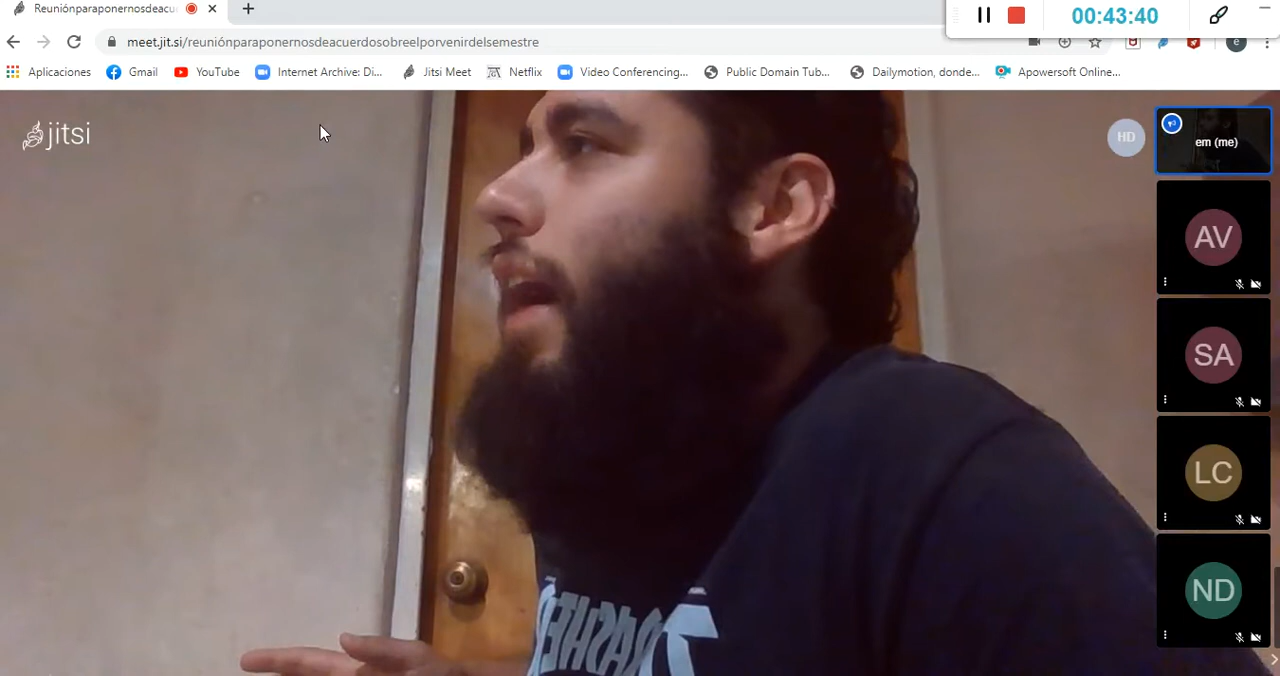 Reuniónparaponernosdeacu
00:43:40
meet.jit.si/reuniónparaponernosdeacuerdosobreelporvenirdelsemestre
e
Aplicaciones Gmail YouTube Internet Archive: Di... Jitsi Meet Netflix Video Conferencing... Public Domain Tub... Dailymotion, donde... Apowersoft Online...
jitsi
HD
em (me)
AV
SA
LC
ND